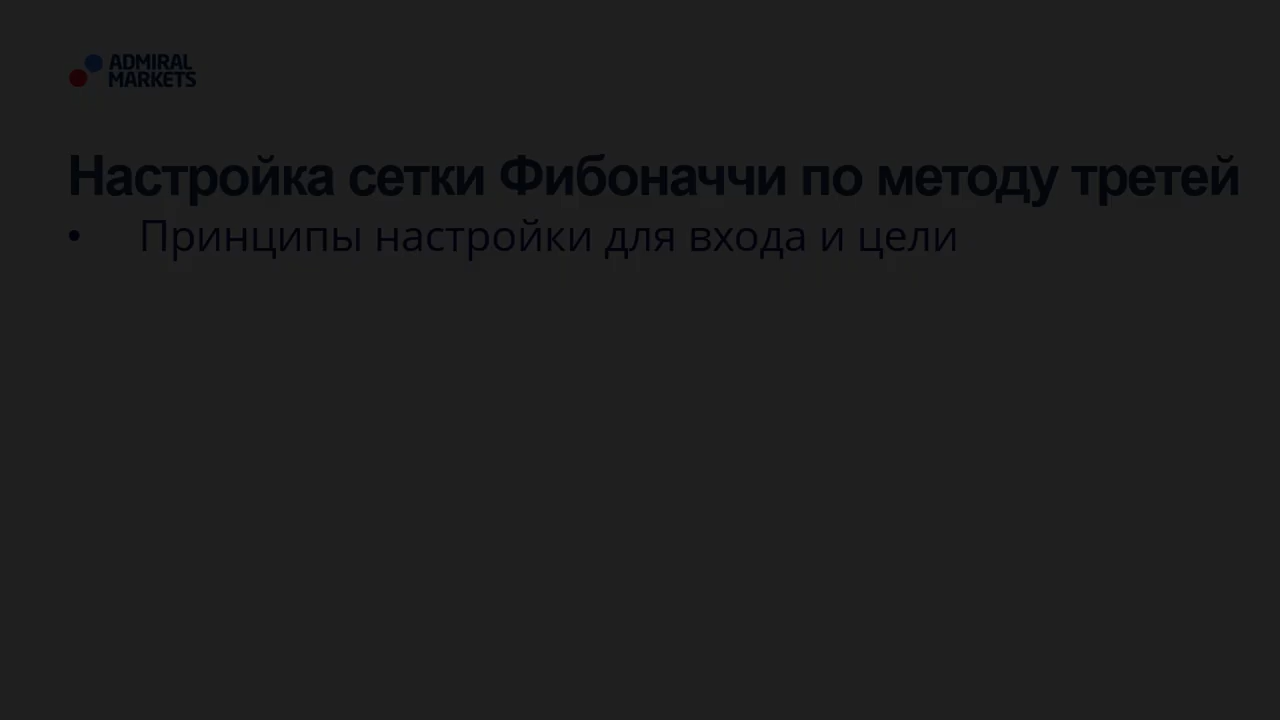 ADMIRAL
MARKETS
Настройка сетки Фибоначчи по методу третей
• Принципы настройки для входа и цели